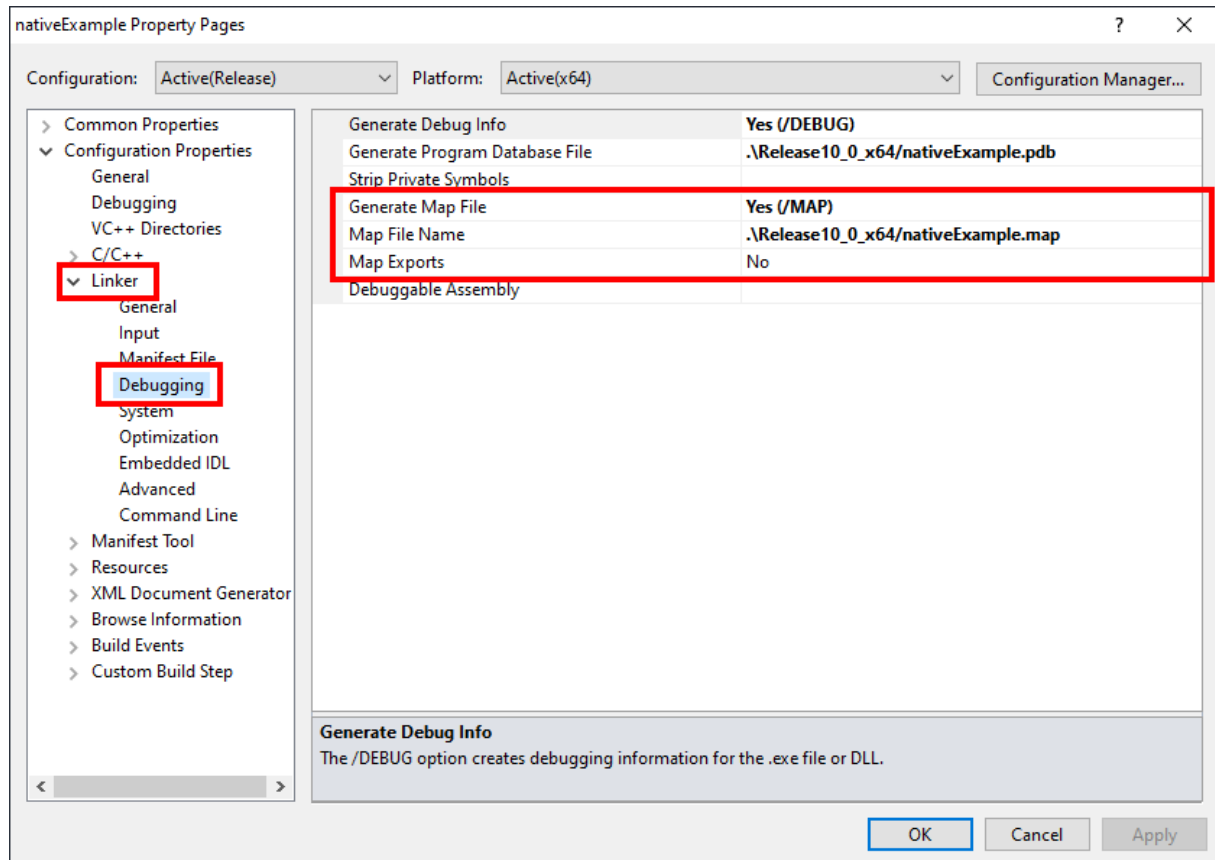 nativeExample Property Pages
Configuration: Active(Release) Platform: Active(x64) Configuration Manager...
Common Properties
Configuration Properties
General
Debugging
VC++ Directories
C/C++
Linker
General
Input
Manifest File
Debugging
System
Optimization
Embedded IDL
Advanced
Command Line
Manifest Tool
Resources
XML Document Generator
Browse Information
Build Events
Custom Build Step
Generate Debug Info Yes (/DEBUG)
Generate Program Database File .\Release10_0_x64/nativeExample.pdb
Strip Private Symbols
Generate Map File Yes (/MAP)
Map File Name .\Release10_0_x64/nativeExample.map
Map Exports No
Debuggable Assembly
Generate Debug Info
The /DEBUG option creates debugging information for the .exe file or DLL.
OK Cancel Apply